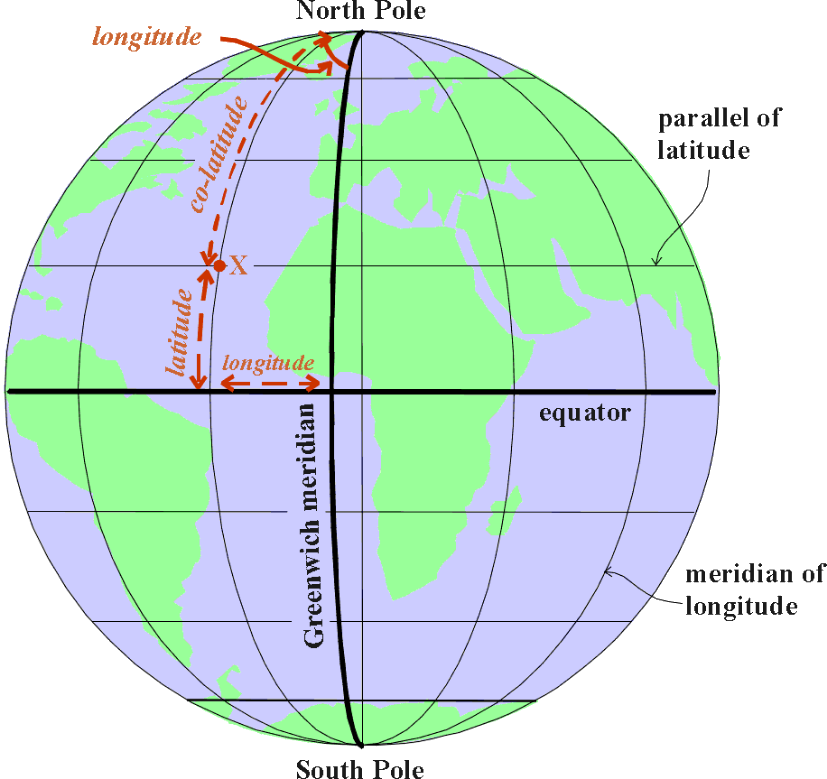 North Pole
longitude
parallel of
latitude
co-latitude
X
latitude
longitude
equator
Greenwich meridian
meridian of
longitude
South Pole